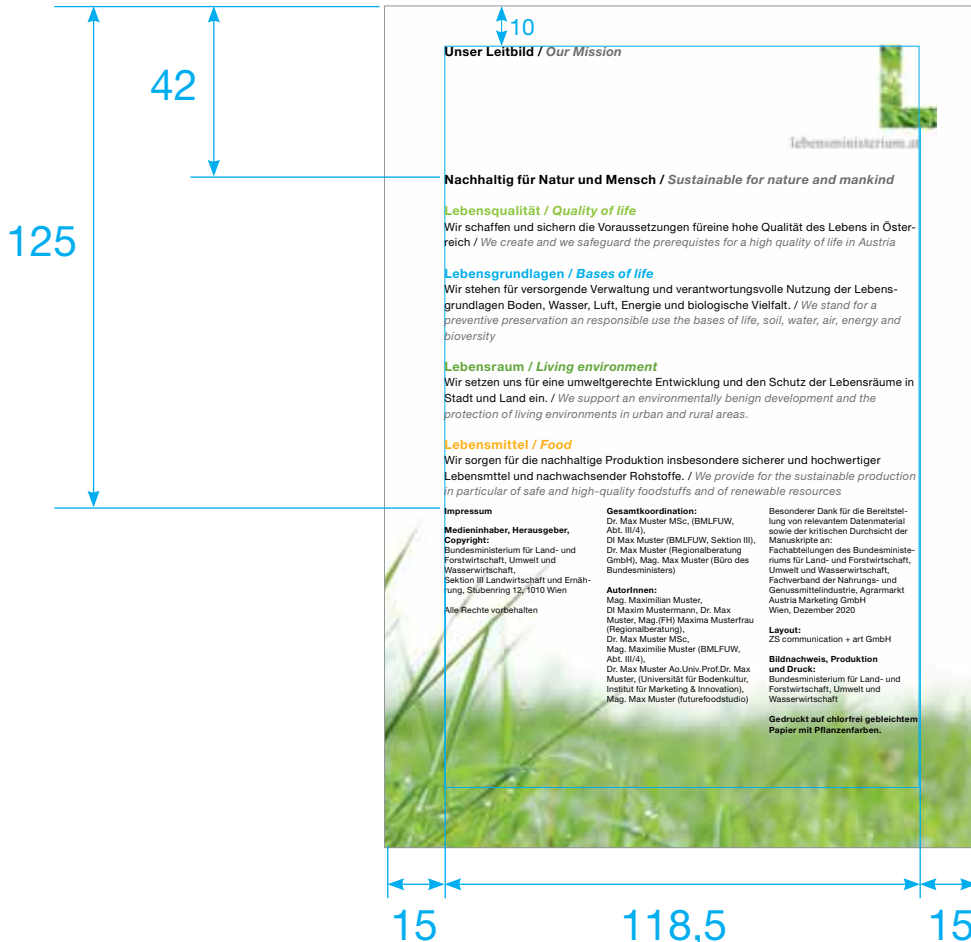 10
42
125
Unser Leitbild / Our Mission
lebensministerium.at
Nachhaltig für Natur und Mensch / Sustainable for nature and mankind
Lebensqualität / Quality of life
Wir schaffen und sichern die Voraussetzungen füreine hohe Qualität des Lebens in Öster-
reich / We create and we safeguard the prerequistes for a high quality of life in Austria
Lebensgrundlagen / Bases of life
Wir stehen für versorgende Verwaltung und verantwortungsvolle Nutzung der Lebens-
grundlagen Boden, Wasser, Luft, Energie und biologische Vielfalt. / We stand for a
preventive preservation an responsible use the bases of life, soil, water, air, energy and
bioversity
Lebensraum / Living environment
Wir setzen uns für eine umweltgerechte Entwicklung und den Schutz der Lebensräume in
Stadt und Land ein. / We support an environmentally benign development and the
protection of living environments in urban and rural areas.
Lebensmittel / Food
Wir sorgen für die nachhaltige Produktion insbesondere sicherer und hochwertiger
Lebensmttel und nachwachsender Rohstoffe. / We provide for the sustainable production
in particular of safe and high-quality foodstuffs and of renewable resources
Impressum
Medieninhaber, Herausgeber,
Copyright:
Bundesministerium für Land- und
Forstwirtschaft, Umwelt und
Wasserwirtschaft,
Sektion III Landwirtschaft und Ernäh-
rung, Stubenring 12, 1010 Wien
Alle Rechte vorbehalten
Gesamtkoordination:
Dr. Max Muster MSc, (BMLFUW,
Abt. III/4),
DI Max Muster (BMLFUW, Sektion III),
Dr. Max Muster (Regionalberatung
GmbH), Mag. Max Muster (Büro des
Bundesministers)
AutorInnen:
Mag. Maximilian Muster,
DI Maxim Mustermann, Dr. Max
Muster, Mag.(FH) Maxima Musterfrau
(Regionalberatung),
Dr. Max Muster MSc,
Mag. Maximilie Muster (BMLFUW,
Abt. III/4),
Dr. Max Muster Ao.Univ.Prof.Dr. Max
Muster, (Universität für Bodenkultur,
Institut für Marketing & Innovation),
Mag. Max Muster (futurefoodstudio)
Besonderer Dank für die Bereitstel-
lung von relevantem Datenmaterial
sowie der kritischen Durchsicht der
Manuskripte an:
Fachabteilungen des Bundesministe-
riums für Land- und Forstwirtschaft,
Umwelt und Wasserwirtschaft,
Fachverband der Nahrungs- und
Genussmittelindustrie, Agrarmarkt
Austria Marketing GmbH
Wien, Dezember 2020
Layout:
ZS communication + art GmbH
Bildnachweis, Produktion
und Druck:
Bundesministerium für Land- und
Forstwirtschaft, Umwelt und
Wasserwirtschaft
Gedruckt auf chlorfrei gebleichtem
Papier mit Pflanzenfarben.
15
118,5
15